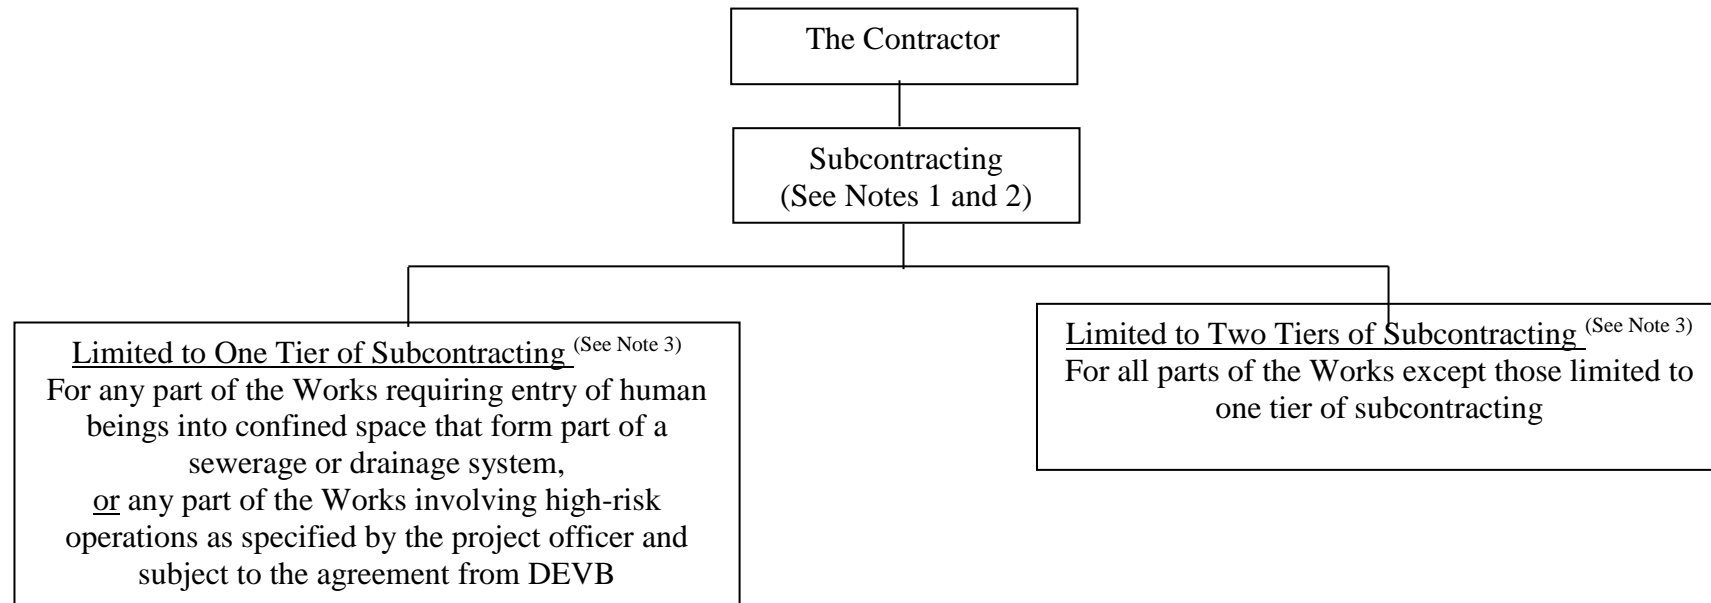 The Contractor
Subcontracting
(See Notes 1 and 2)
Limited to One Tier of Subcontracting (See Note 3)
For any part of the Works requiring entry of human
beings into confined space that form part of a
sewerage or drainage system,
or any part of the Works involving high-risk
operations as specified by the project officer and
subject to the agreement from DEVB
Limited to Two Tiers of Subcontracting (See Note 3)
For all parts of the Works except those limited to
one tier of subcontracting